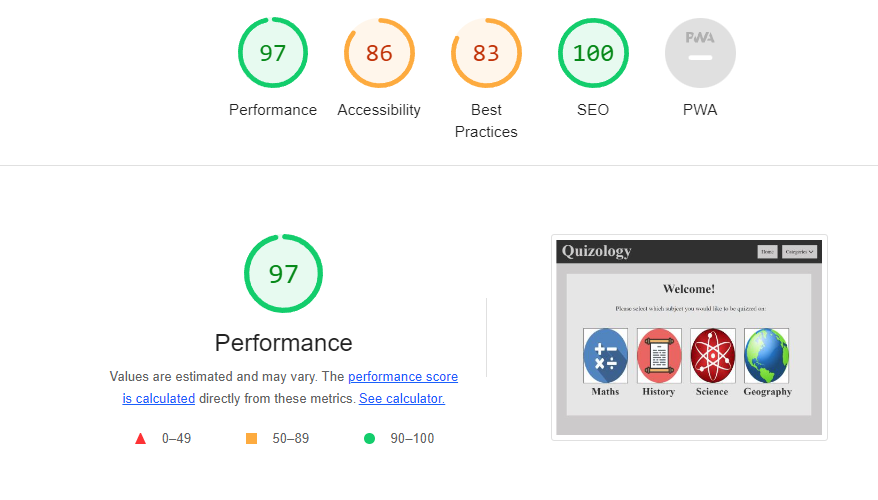 97
86
83
100
PWA
Performance
Accessibility
Best
Practices
SEO
PWA
97
Performance
Values are estimated and may vary. The performance score
is calculated directly from these metrics. See calculator.
0–49
50–89
90–100
Quizology
Home
Categories
Welcome!
Please select which subject you would like to be quizzed on:
Maths
History
Science
Geography